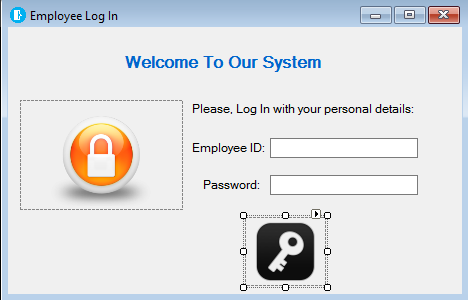 Employee Log In
Welcome To Our System
Please, Log In with your personal details:
Employee ID:
Password: